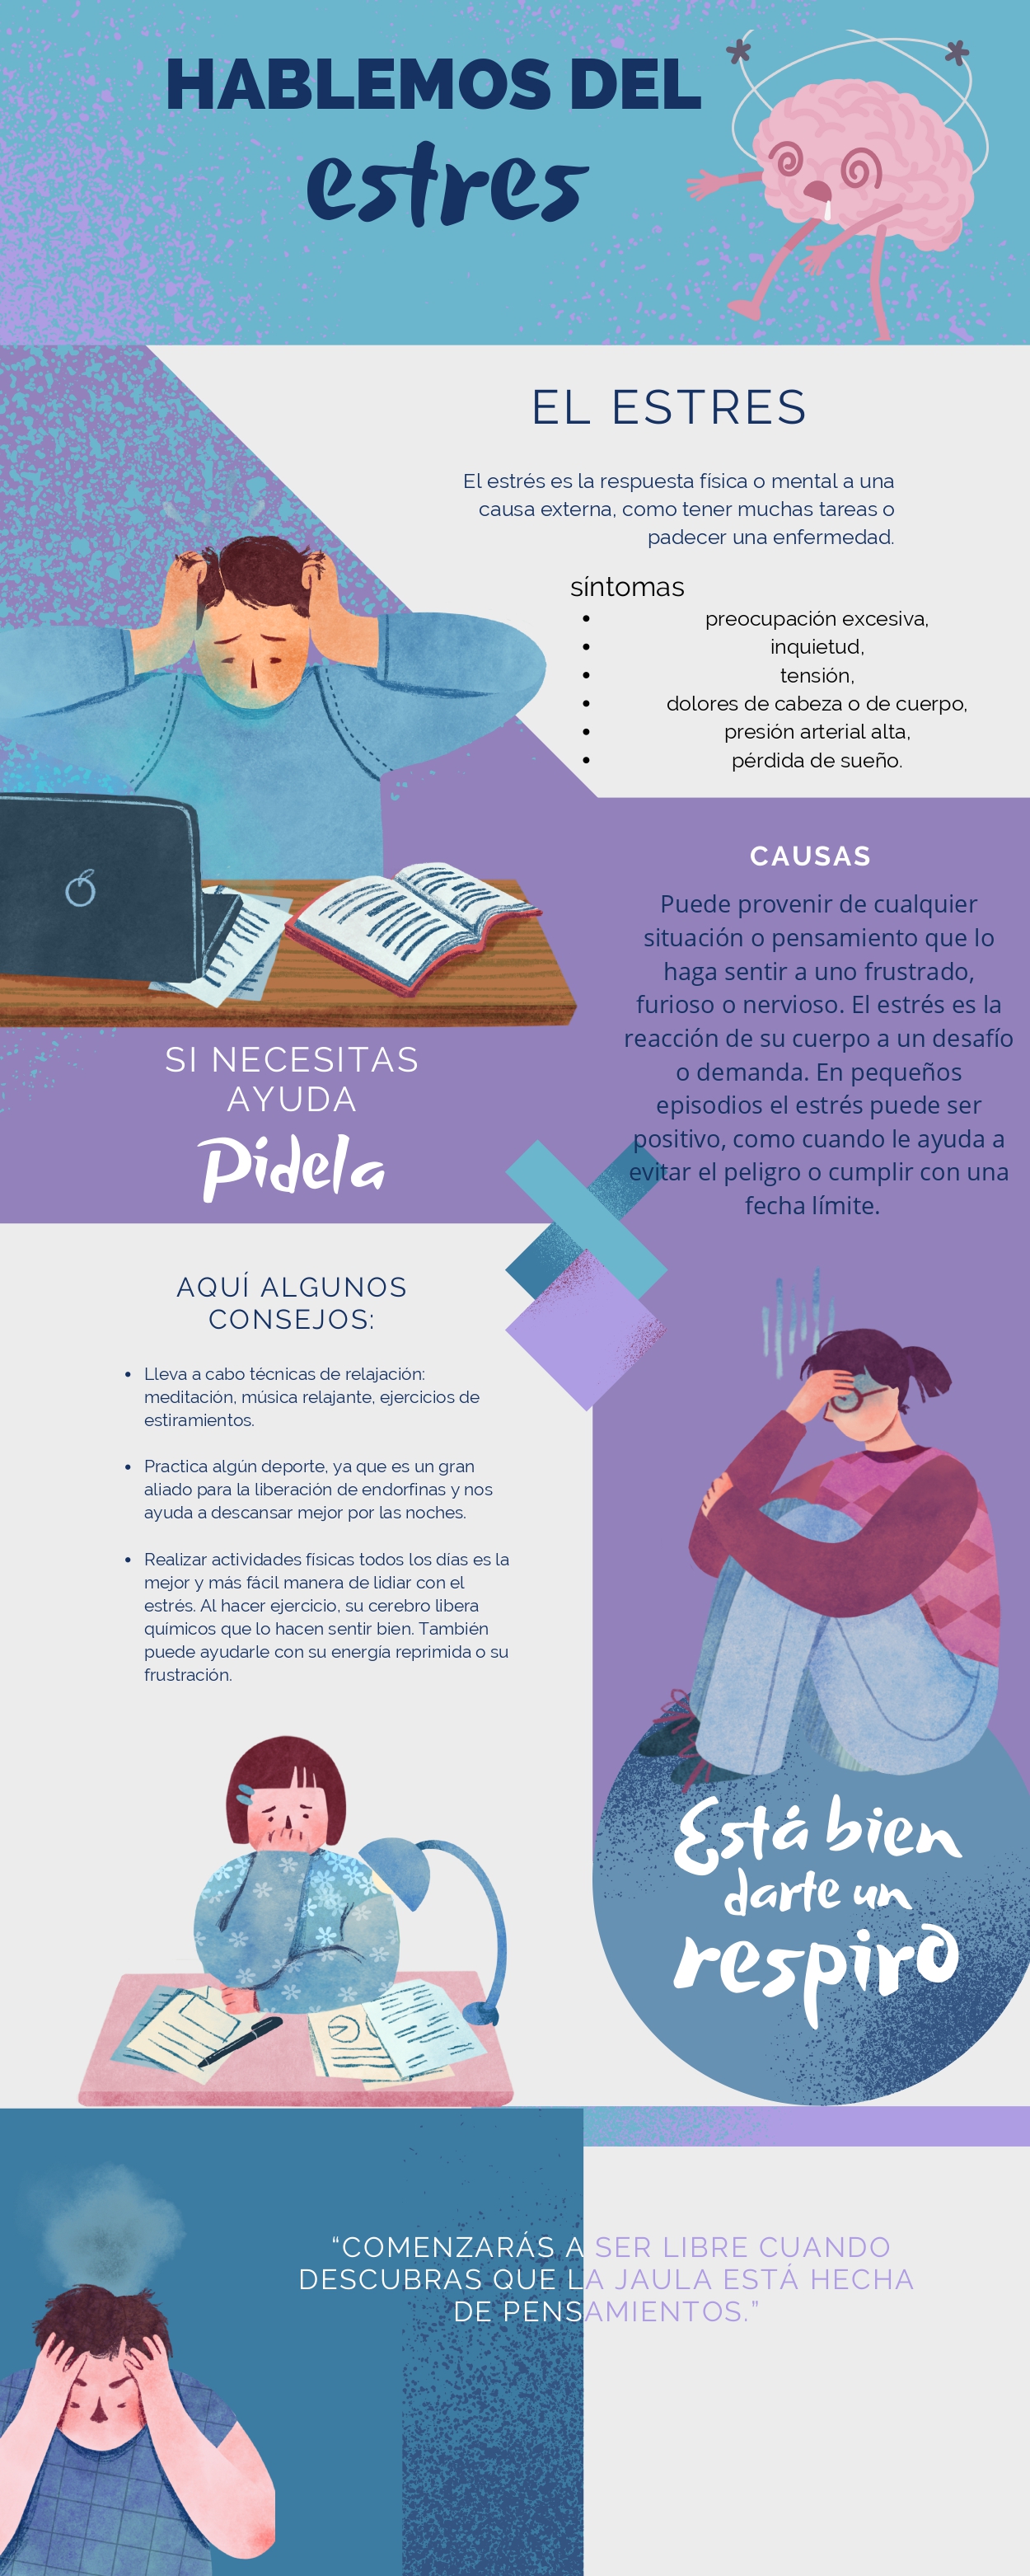 HABLEMOS DEL
estres
EL ESTRES
El estrés es la respuesta física o mental a una
causa externa, como tener muchas tareas o
padecer una enfermedad.
síntomas
• preocupación excesiva,
• inquietud,
• tensión,
• dolores de cabeza o de cuerpo,
• presión arterial alta,
• pérdida de sueño.
CAUSAS
Puede provenir de cualquier
situación o pensamiento que lo
haga sentir a uno frustrado,
furioso o nervioso. El estrés es la
reacción de su cuerpo a un desafío
o demanda. En pequeños
episodios el estrés puede ser
positivo, como cuando le ayuda a
evitar el peligro o cumplir con una
fecha límite.
SI NECESITAS
AYUDA
Pidela
AQUÍ ALGUNOS
CONSEJOS:
• Lleva a cabo técnicas de relajación:
meditación, música relajante, ejercicios de
estiramientos.
• Practica algún deporte, ya que es un gran
aliado para la liberación de endorfinas y nos
ayuda a descansar mejor por las noches.
• Realizar actividades físicas todos los días es la
mejor y más fácil manera de lidiar con el
estrés. Al hacer ejercicio, su cerebro libera
químicos que lo hacen sentir bien. También
puede ayudarle con su energía reprimida o su
frustración.
Está bien
darte un
respiro
“COMENZARÁS A SER LIBRE CUANDO
DESCUBRAS QUE LA JAULA ESTÁ HECHA
DE PENSAMIENTOS.”